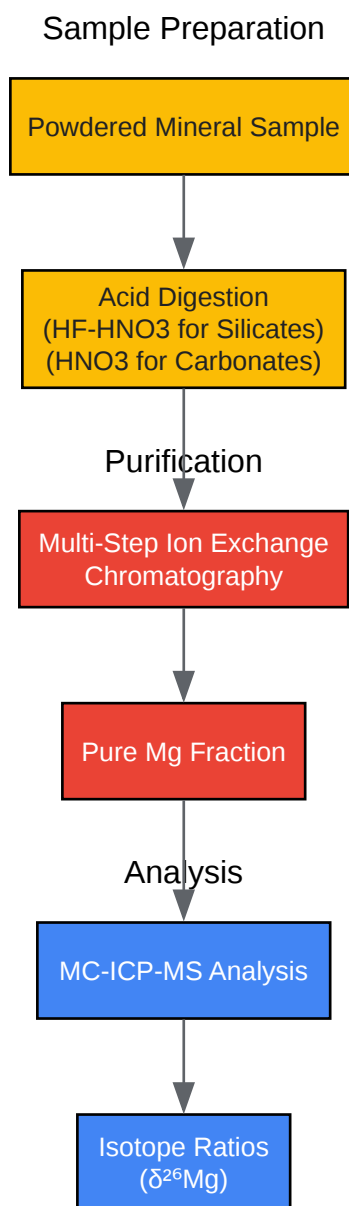 Sample Preparation
Powdered Mineral Sample
Acid Digestion
(HF-HNO3 for Silicates)
(HNO3 for Carbonates)
Purification
Multi-Step Ion Exchange
Chromatography
Pure Mg Fraction
Analysis
MC-ICP-MS Analysis
Isotope Ratios
(δ²⁶Mg)